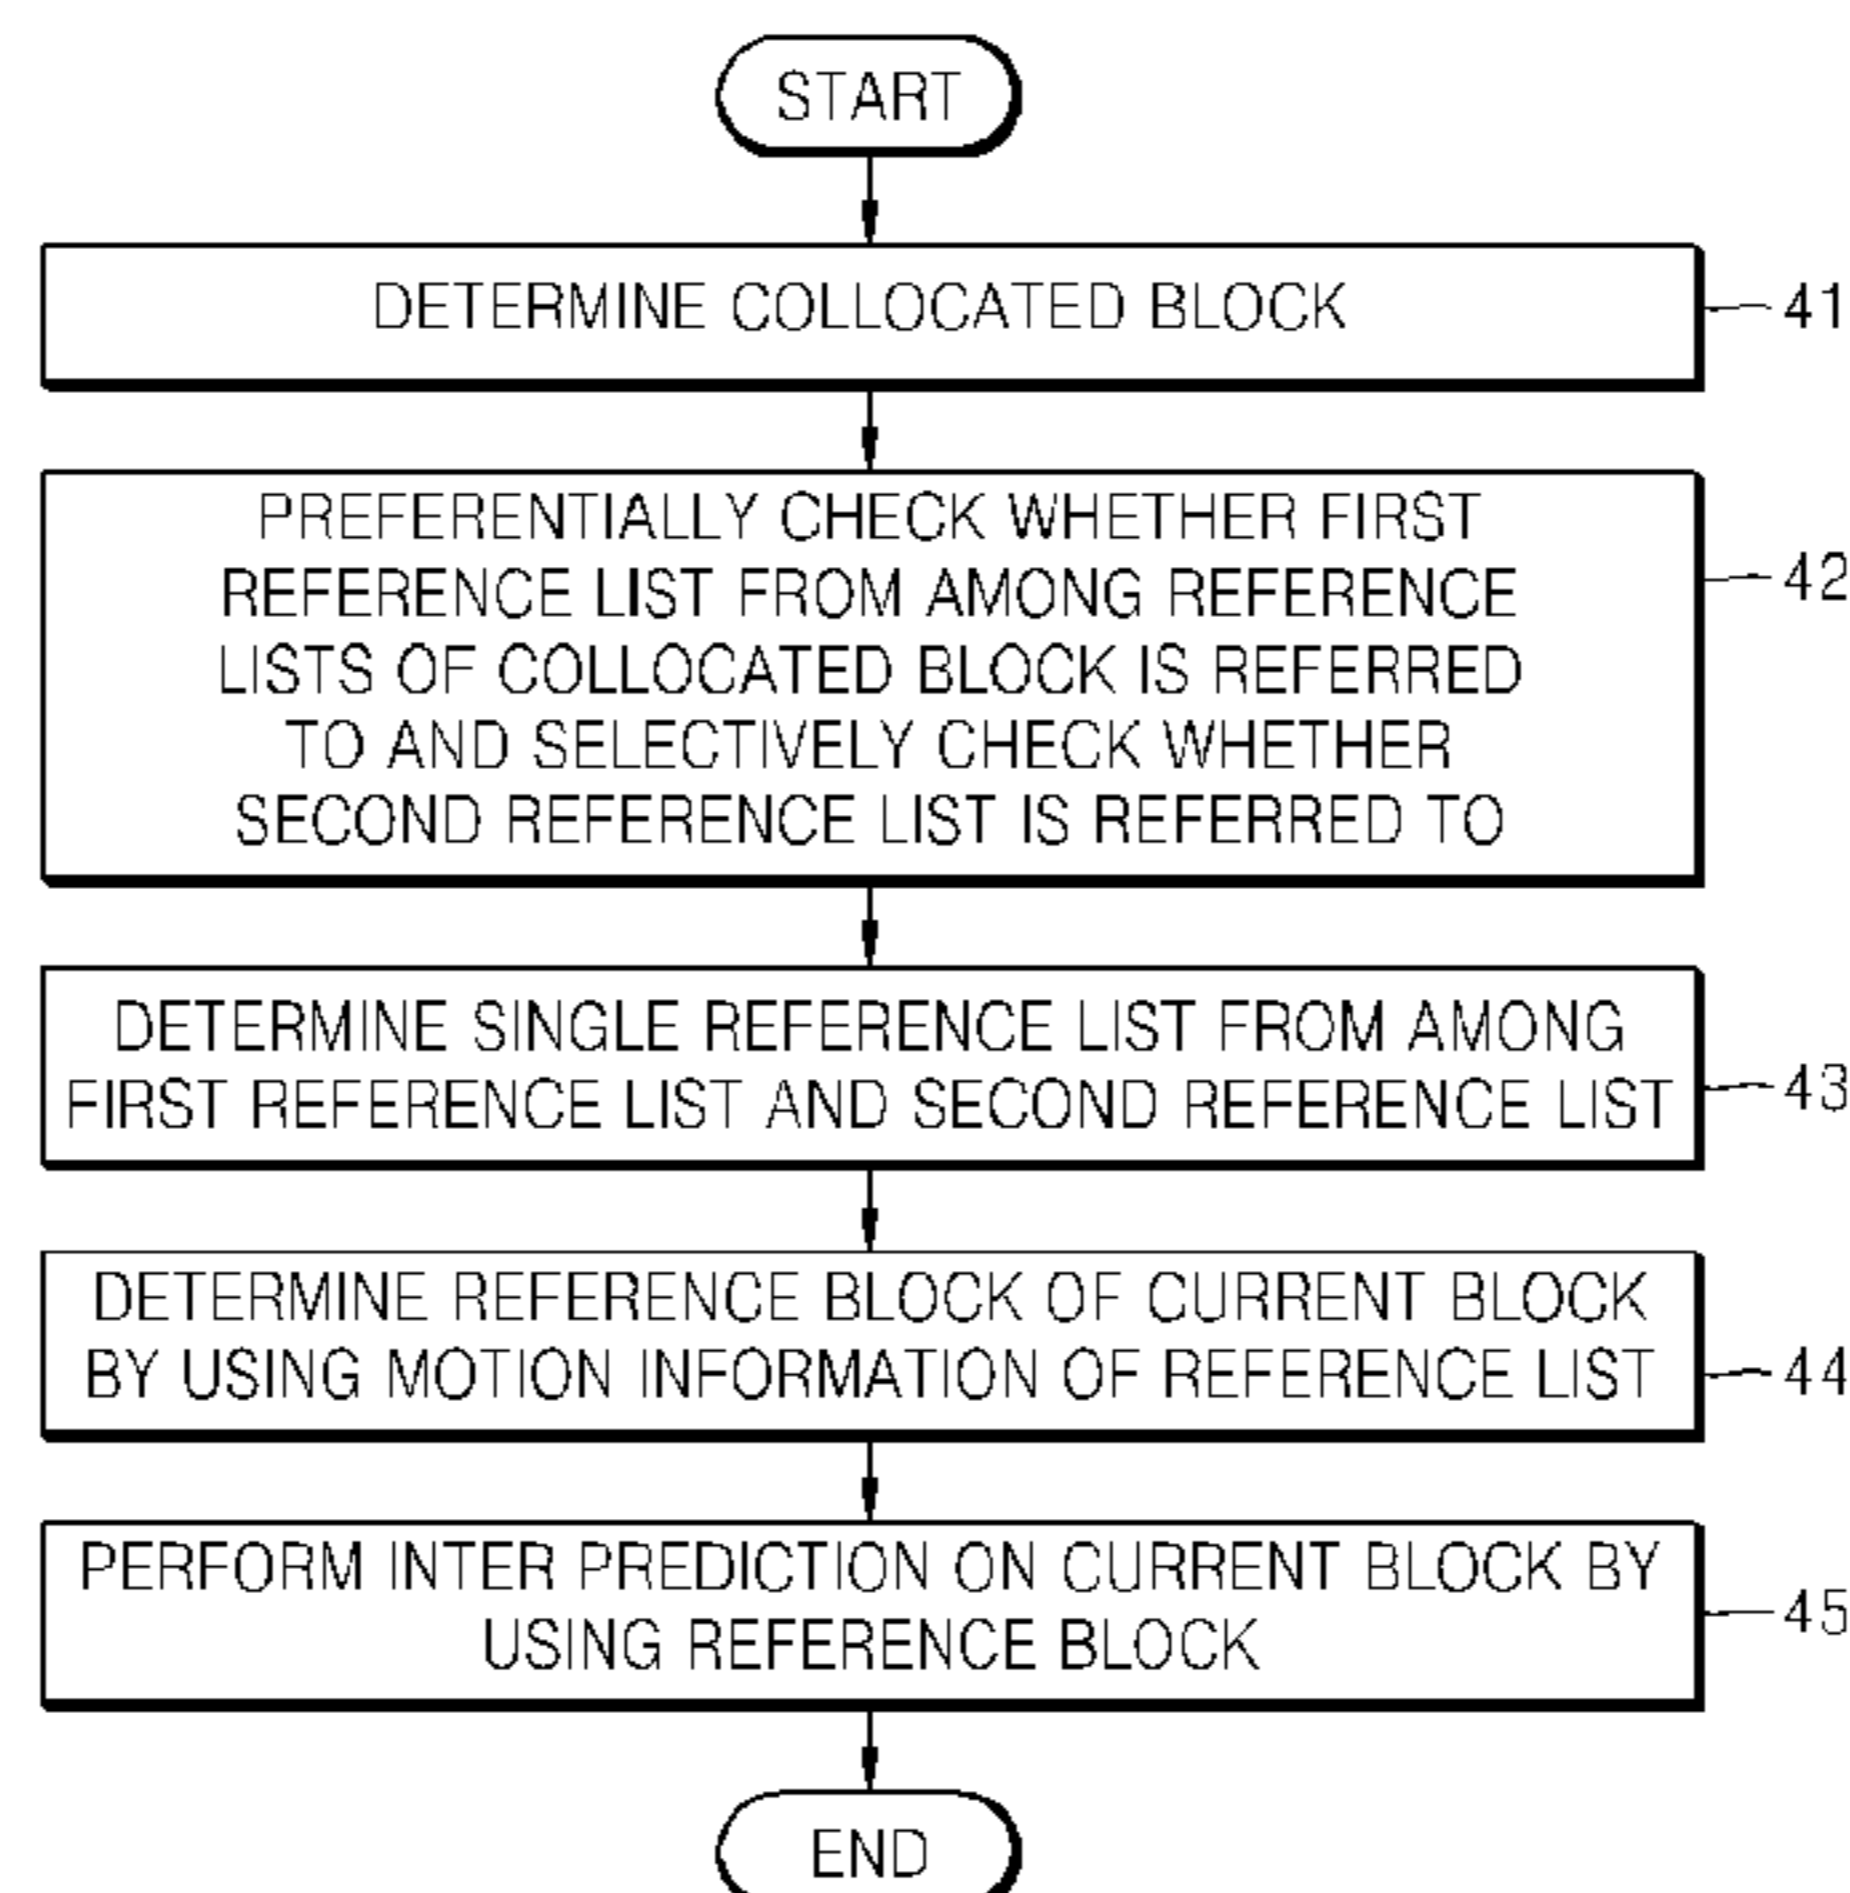 START
DETERMINE COLLOCATED BLOCK
41
PREFERENTIALLY CHECK WHETHER FIRST
REFERENCE LIST FROM AMONG REFERENCE
LISTS OF COLLOCATED BLOCK IS REFERRED
TO AND SELECTIVELY CHECK WHETHER
SECOND REFERENCE LIST IS REFERRED TO
42
DETERMINE SINGLE REFERENCE LIST FROM AMONG
FIRST REFERENCE LIST AND SECOND REFERENCE LIST
43
DETERMINE REFERENCE BLOCK OF CURRENT BLOCK
BY USING MOTION INFORMATION OF REFERENCE LIST
44
PERFORM INTER PREDICTION ON CURRENT BLOCK BY
USING REFERENCE BLOCK
45
END